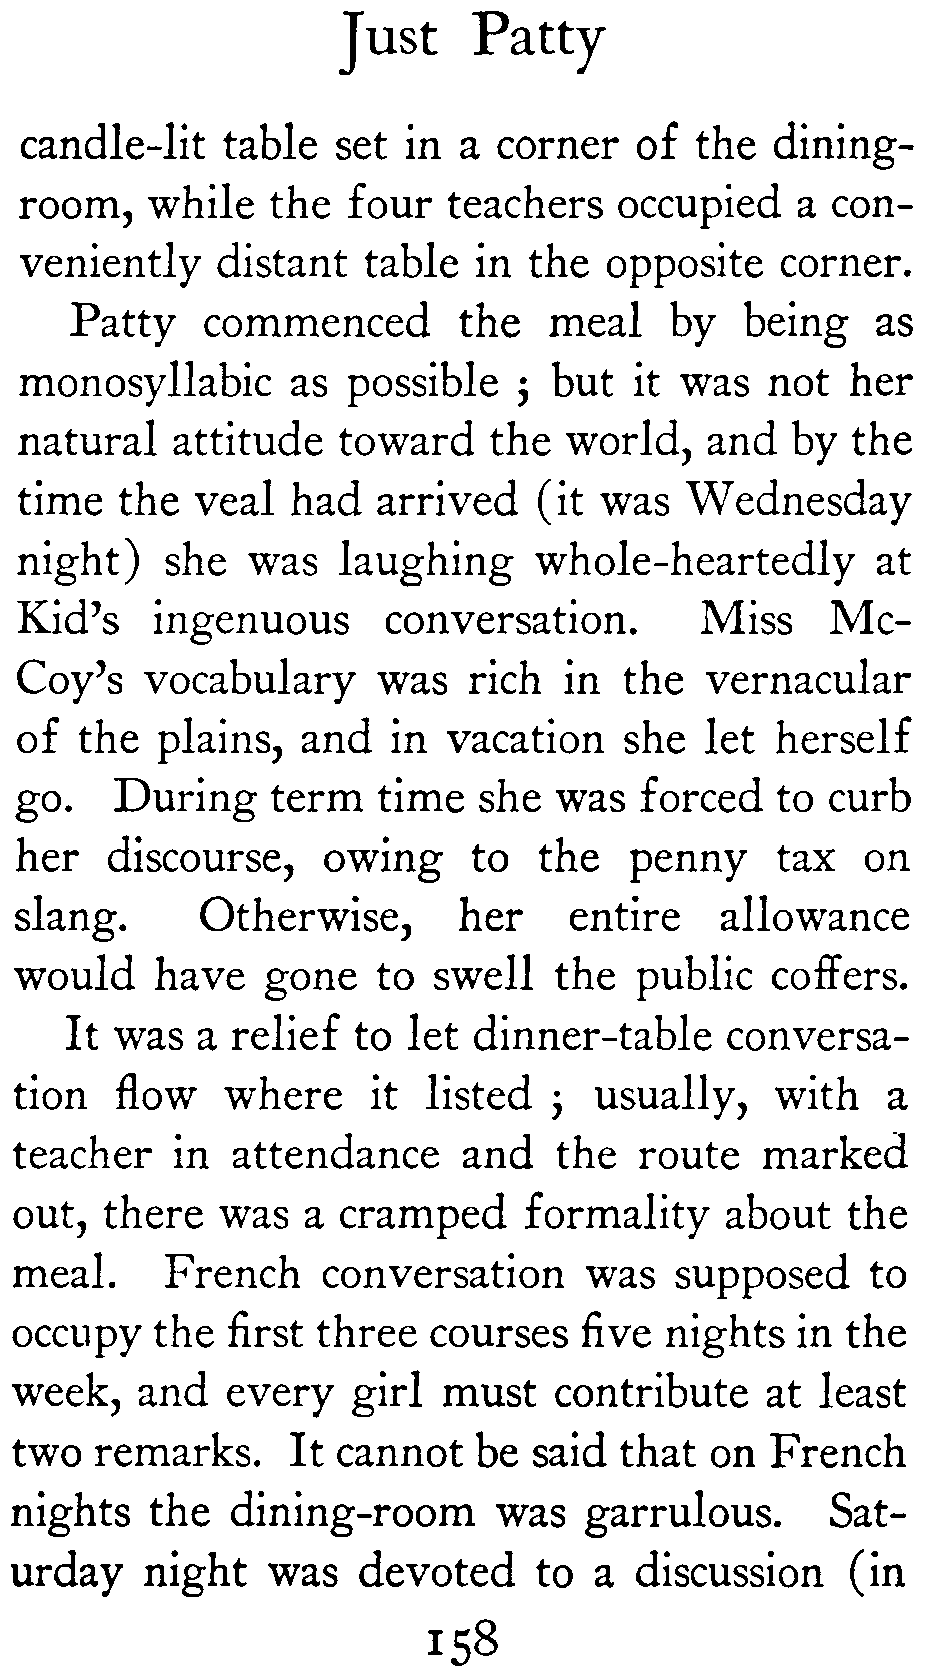 Just Patty
candle-lit table set in a corner of the dining-
room, while the four teachers occupied a con-
veniently distant table in the opposite corner.
Patty commenced the meal by being as
monosyllabic as possible ; but it was not her
natural attitude toward the world, and by the
time the veal had arrived (it was Wednesday
night) she was laughing whole-heartedly at
Kid's ingenuous conversation. Miss Mc-
Coy's vocabulary was rich in the vernacular
of the plains, and in vacation she let herself
go. During term time she was forced to curb
her discourse, owing to the penny tax on
slang. Otherwise, her entire allowance
would have gone to swell the public coffers.
It was a relief to let dinner-table conversa-
tion flow where it listed ; usually, with a
teacher in attendance and the route marked
out, there was a cramped formality about the
meal. French conversation was supposed to
occupy the first three courses five nights in the
week, and every girl must contribute at least
two remarks. It cannot be said that on French
nights the dining-room was garrulous. Sat-
urday night was devoted to a discussion (in
158